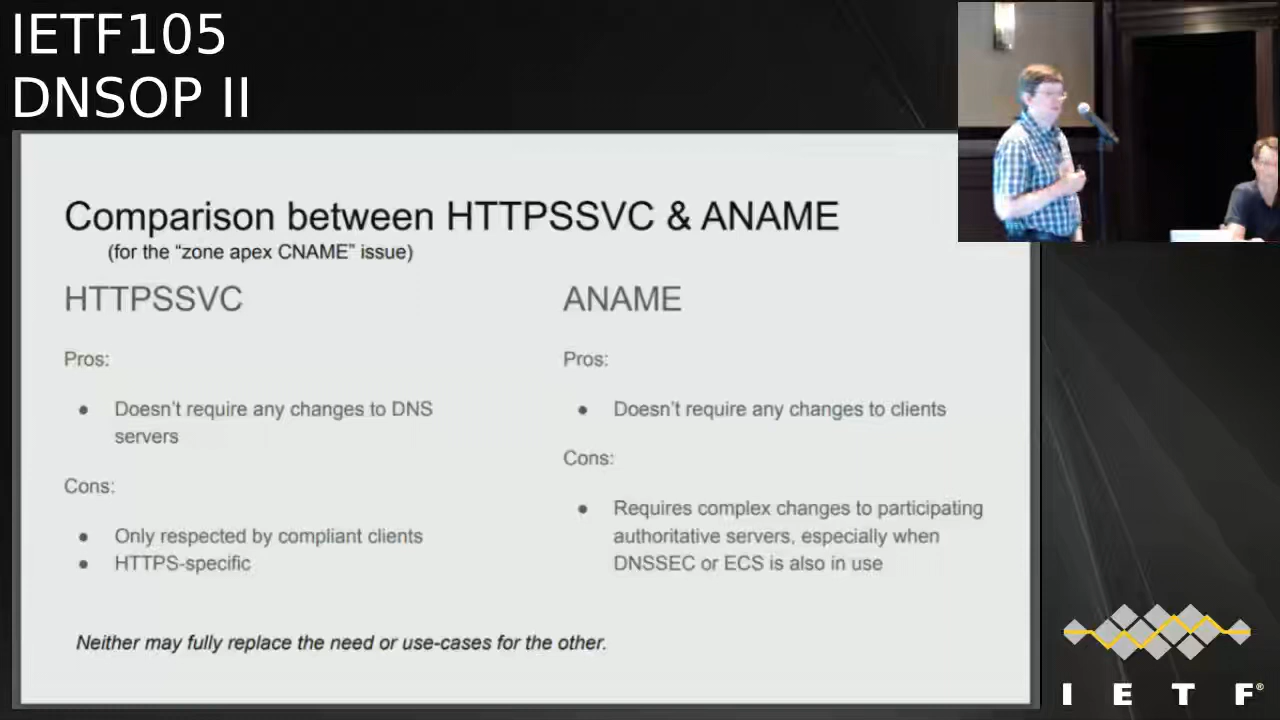 IETF105
DNSOP II
Comparison between HTTPSSVC & ANAME
(for the “zone apex CNAME” issue)
HTTPSSVC
Pros:
● Doesn’t require any changes to DNS
servers
Cons:
● Only respected by compliant clients
● HTTPS-specific
ANAME
Pros:
● Doesn’t require any changes to clients
Cons:
● Requires complex changes to participating
authoritative servers, especially when
DNSSEC or ECS is also in use
Neither may fully replace the need or use-cases for the other.
I E T F®